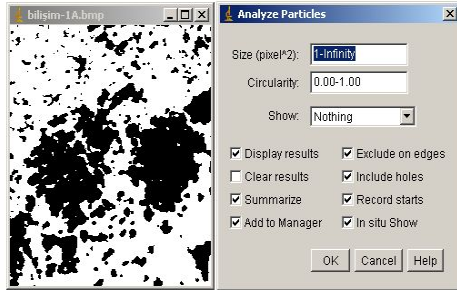 bilişim-1A.bmp
Analyze Particles
Size (pixel^2): 1-Infinity
Circularity: 0.00-1.00
Show: Nothing
Display results Exclude on edges
Clear results Include holes
Summarize Record starts
Add to Manager In situ Show
OK Cancel Help